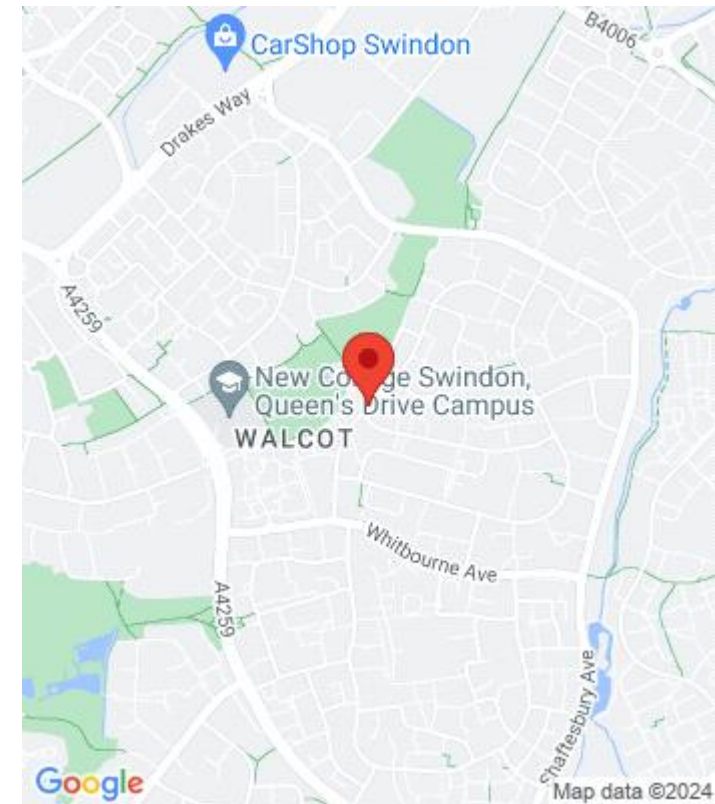 CarShop Swindon
B4006
Drakes Way
A4259
New College Swindon,
Queen's Drive Campus
WALCOT
Whitbourne Ave
A4259
Shaftesbury Ave
Google
Map data ©2024